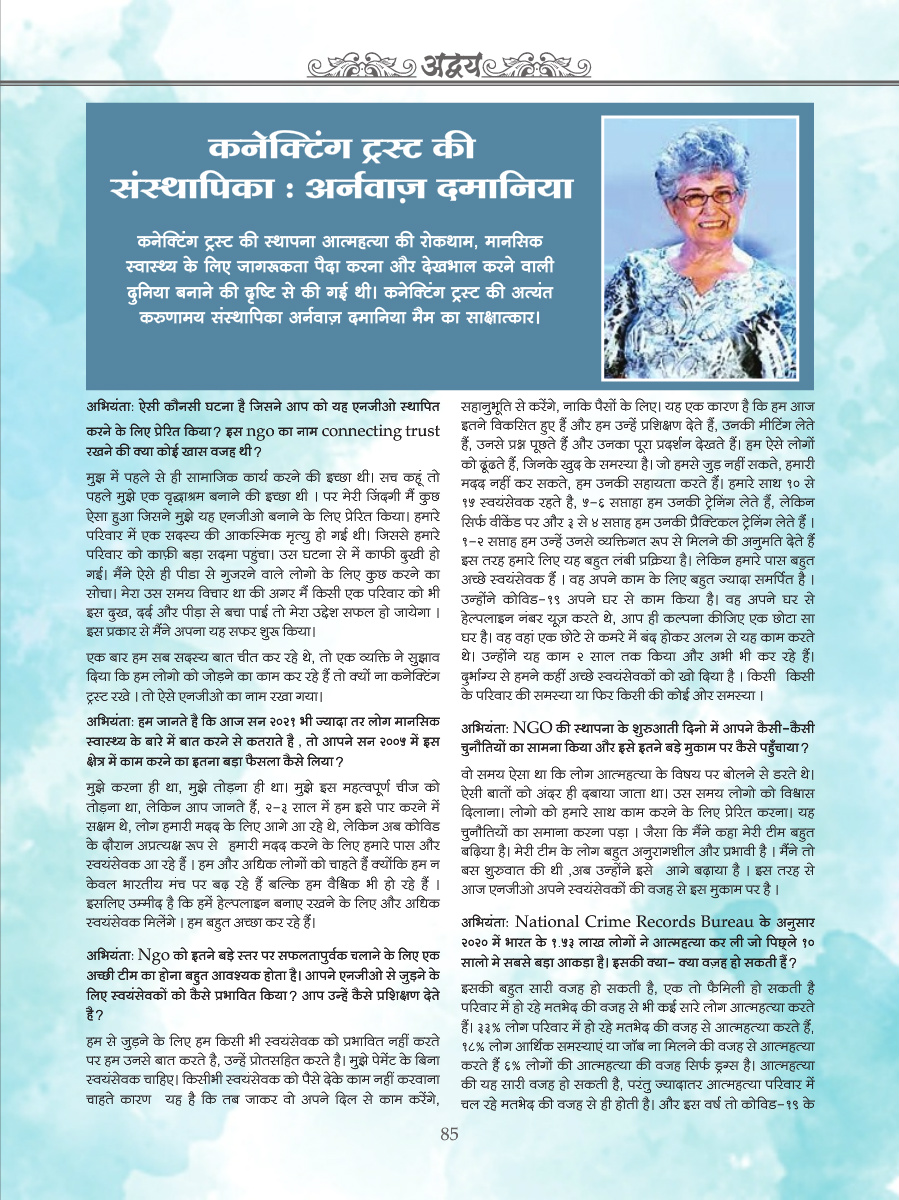 अद्वय
कनेक्टिंग ट्रस्ट की
संस्थापिका : अर्नवाज़ दमानिया
कनेक्टिंग ट्रस्ट की स्थापना आत्महत्या की रोकथाम, मानसिक
स्वास्थ्य के लिए जागरूकता पैदा करना और देखभाल करने वाली
दुनिया बनाने की दृष्टि से की गई थी। कनेक्टिंग ट्रस्ट की अत्यंत
करुणामय संस्थापिका अर्नवाज़ दमानिया मैम का साक्षात्कार।
अभियंता: ऐसी कौनसी घटना है जिसने आप को यह एनजीओ स्थापित
करने के लिए प्रेरित किया? इस ngo का नाम connecting trust
रखने की क्या कोई खास वजह थी?
मुझ में पहले से ही सामाजिक कार्य करने की इच्छा थी। सच कहूं तो
पहले मुझे एक वृद्धाश्रम बनाने की इच्छा थी । पर मेरी जिंदगी मैं कुछ
ऐसा हुआ जिसने मुझे यह एनजीओ बनाने के लिए प्रेरित किया। हमारे
परिवार में एक सदस्य की आकस्मिक मृत्यु हो गई थी। जिससे हमारे
परिवार को काफ़ी बड़ा सदमा पहुंचा। उस घटना से में काफी दुखी हो
गई। मैंने ऐसे ही पीडा से गुजरने वाले लोगो के लिए कुछ करने का
सोचा। मेरा उस समय विचार था की अगर मैं किसी एक परिवार को भी
इस दुख, दर्द और पीड़ा से बचा पाई तो मेरा उद्देश सफल हो जायेगा ।
इस प्रकार से मैंने अपना यह सफर शुरू किया।
एक बार हम सब सदस्य बात चीत कर रहे थे, तो एक व्यक्ति ने सुझाव
दिया कि हम लोगो को जोड़ने का काम कर रहे हैं तो क्यों ना कनेक्टिंग
ट्रस्ट रखे । तो ऐसे एनजीओ का नाम रखा गया।
अभियंता: हम जानते है कि आज सन २०२१ भी ज्यादा तर लोग मानसिक
स्वास्थ्य के बारे में बात करने से कतराते है , तो आपने सन २००५ में इस
क्षेत्र में काम करने का इतना बड़ा फैसला कैसे लिया?
मुझे करना ही था, मुझे तोड़ना ही था। मुझे इस महत्वपूर्ण चीज को
तोड़ना था, लेकिन आप जानते हैं, २-३ साल में हम इसे पार करने में
सक्षम थे, लोग हमारी मदद के लिए आगे आ रहे थे, लेकिन अब कोविड
के दौरान अप्रत्यक्ष रूप से हमारी मदद करने के लिए हमारे पास और
स्वयंसेवक आ रहे हैं । हम और अधिक लोगों को चाहते हैं क्योंकि हम न
केवल भारतीय मंच पर बढ़ रहे हैं बल्कि हम वैश्विक भी हो रहे हैं ।
इसलिए उम्मीद है कि हमें हेल्पलाइन बनाए रखने के लिए और अधिक
स्वयंसेवक मिलेंगे । हम बहुत अच्छा कर रहे हैं।
अभियंता: Ngo को इतने बड़े स्तर पर सफलतापुर्वक चलाने के लिए एक
अच्छी टीम का होना बहुत आवश्यक होता है। आपने एनजीओ से जुड़ने के
लिए स्वयंसेवकों को कैसे प्रभावित किया? आप उन्हें कैसे प्रशिक्षण देते
है?
हम से जुड़ने के लिए हम किसी भी स्वयंसेवक को प्रभावित नहीं करते
पर हम उनसे बात करते है, उन्हें प्रोतसहित करते है। मुझे पेमेंट के बिना
स्वयंसेवक चाहिए। किसीभी स्वयंसेवक को पैसे देके काम नहीं करवाना
चाहते कारण यह है कि तब जाकर वो अपने दिल से काम करेंगे,
सहानुभूति से करेंगे, नाकि पैसों के लिए। यह एक कारण है कि हम आज
इतने विकसित हुए हैं और हम उन्हें प्रशिक्षण देते हैं, उनकी मीटिंग लेते
हैं, उनसे प्रश्न पूछते हैं और उनका पूरा प्रदर्शन देखते हैं। हम ऐसे लोगों
को ढूंढते हैं, जिनके खुद के समस्या है। जो हमसे जुड़ नहीं सकते, हमारी
मदद नहीं कर सकते, हम उनकी सहायता करते हैं। हमारे साथ १० से
१५ स्वयंसेवक रहते है, ५-६ सप्ताहा हम उनकी ट्रेनिंग लेते हैं, लेकिन
सिर्फ वीकेंड पर और ३ से ४ सप्ताह हम उनकी प्रैक्टिकल ट्रेनिंग लेते हैं ।
१-२ सप्ताह हम उन्हें उनसे व्यक्तिगत रूप से मिलने की अनुमति देते हैं
इस तरह हमारे लिए यह बहुत लंबी प्रक्रिया है। लेकिन हमारे पास बहुत
अच्छे स्वयंसेवक हैं । वह अपने काम के लिए बहुत ज्यादा समर्पित है ।
उन्होंने कोविड-१९ अपने घर से काम किया है। वह अपने घर से
हेल्पलाइन नंबर यूज़ करते थे, आप ही कल्पना कीजिए एक छोटा सा
घर है। वह वहां एक छोटे से कमरे में बंद होकर अलग से यह काम करते
थे। उन्होंने यह काम २ साल तक किया और अभी भी कर रहे हैं।
दुर्भाग्य से हमने कहीं अच्छे स्वयंसेवकों को खो दिया है । किसी किसी
के परिवार की समस्या या फिर किसी की कोई ओर समस्या ।
अभियंता: NGO की स्थापना के शुरुआती दिनो में आपने कैसी-कैसी
चुनौतियों का सामना किया और इसे इतने बड़े मुकाम पर कैसे पहुँचाया?
वो समय ऐसा था कि लोग आत्महत्या के विषय पर बोलने से डरते थे।
ऐसी बातों को अंदर ही दबाया जाता था। उस समय लोगो को विश्वास
दिलाना। लोगो को हमारे साथ काम करने के लिए प्रेरित करना। यह
चुनौतियों का समाना करना पड़ा । जैसा कि मैंने कहा मेरी टीम बहुत
बढ़िया है। मेरी टीम के लोग बहुत अनुरागशील और प्रभावी है । मैंने तो
बस शुरुवात की थी ,अब उन्होंने इसे आगे बढ़ाया है । इस तरह से
आज एनजीओ अपने स्वयंसेवकों की वजह से इस मुकाम पर है ।
अभियंता: National Crime Records Bureau के अनुसार
२०२० में भारत के १.५३ लाख लोगों ने आत्महत्या कर ली जो पिछ्ले १०
सालो मे सबसे बड़ा आकड़ा है। इसकी क्या- क्या वज़ह हो सकती हैं?
इसकी बहुत सारी वजह हो सकती है, एक तो फैमिली हो सकती है
परिवार में हो रहे मतभेद की वजह से भी कई सारे लोग आत्महत्या करते
हैं। ३३% लोग परिवार में हो रहे मतभेद की वजह से आत्महत्या करते हैं,
१८% लोग आर्थिक समस्याएं या जॉब ना मिलने की वजह से आत्महत्या
करते हैं ६% लोगों की आत्महत्या की वजह सिर्फ ड्रग्स है। आत्महत्या
की यह सारी वजह हो सकती है, परंतु ज्यादातर आत्महत्या परिवार में
चल रहे मतभेद की वजह से ही होती है। और इस वर्ष तो कोविड-१९ के
85